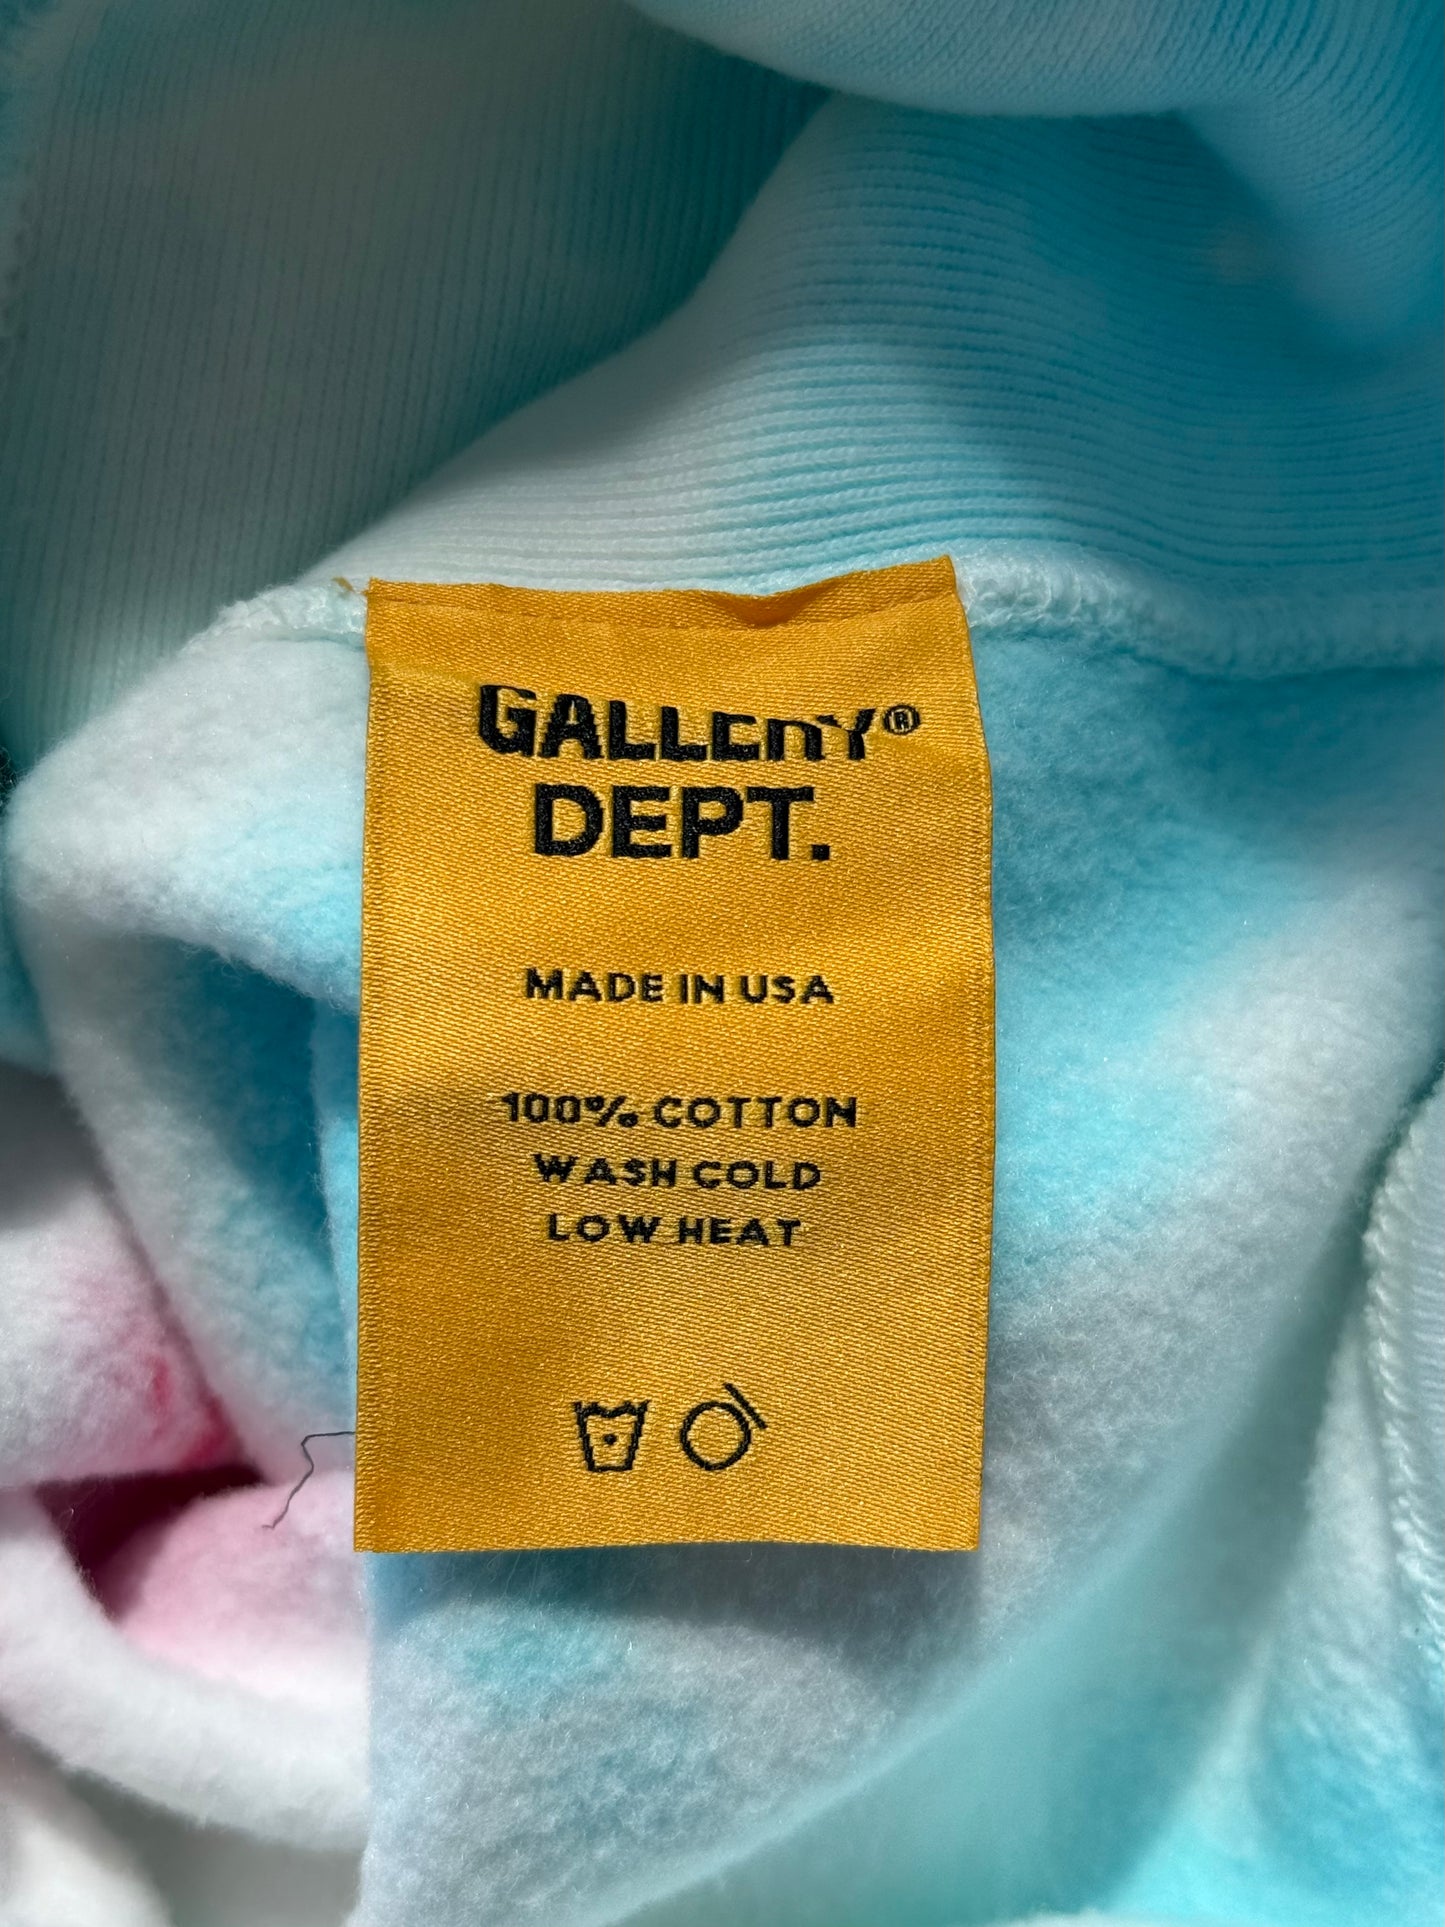 GALLERY®
DEPT.
MADE IN USA
100% COTTON
WASH COLD
LOW HEAT